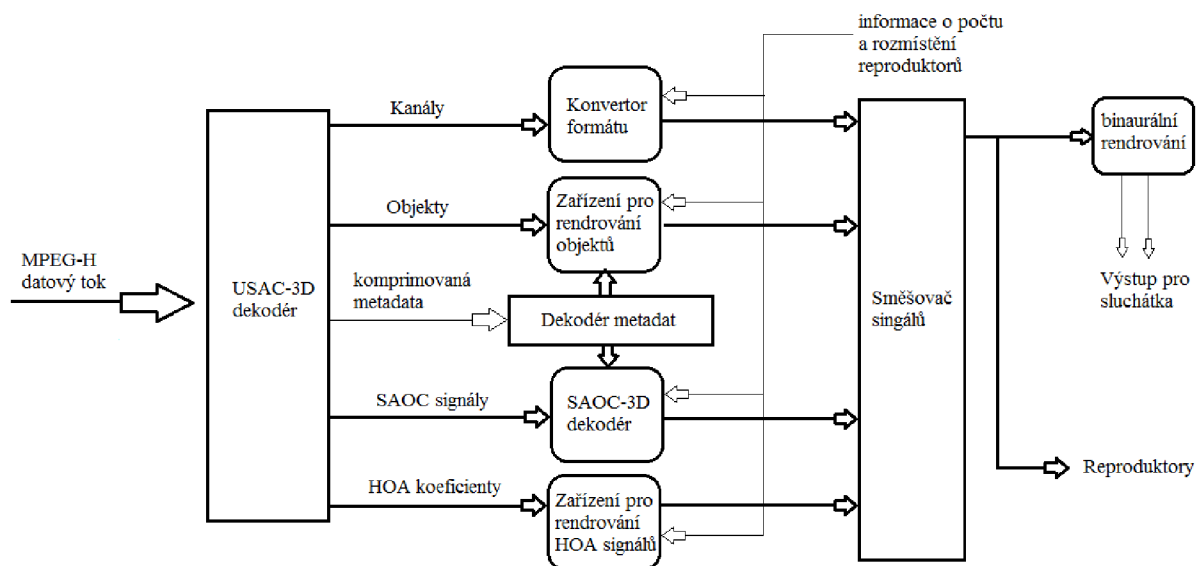 informace o počtu
a rozmístění
reproduktorů
Kanály
Konvertor
formátu
binaurální
rendrování
Objekty
Zařízení pro
rendrování
objektů
MPEG-H
datový tok
USAC-3D
dekodér
komprimovaná
metadata
Dekodér metadat
Směšovač
singálů
Výstup pro
sluchátka
SAOC signály
SAOC-3D
dekodér
HOA koeficienty
Zařízení pro
rendrování
HOA signálů
Reproduktory